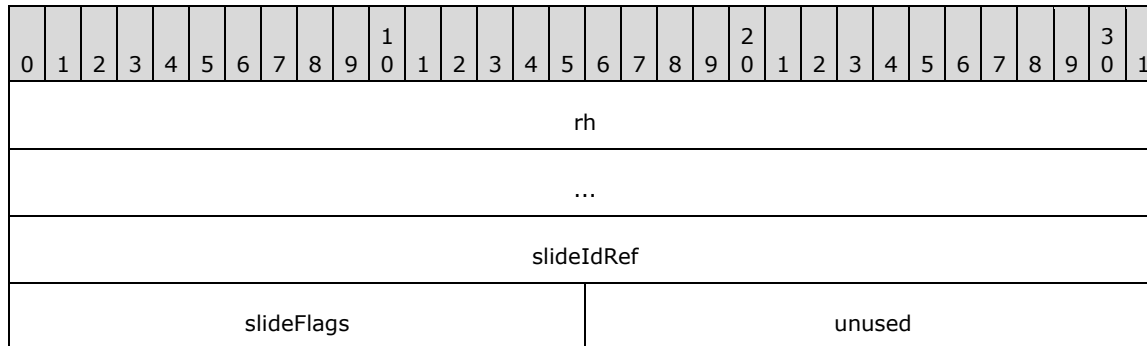 1 2 3
0 1 2 3 4 5 6 7 8 9 0 1 2 3 4 5 6 7 8 9 0 1 2 3 4 5 6 7 8 9 0 1
rh
...
slideIdRef
slideFlags unused